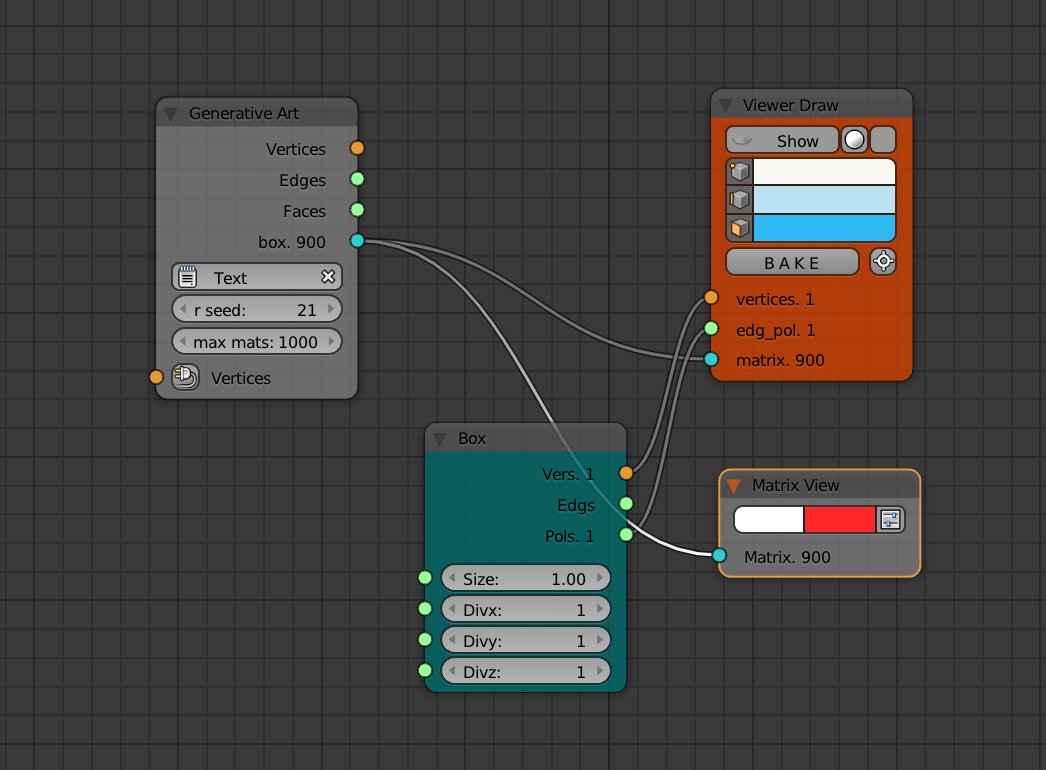 Generative Art
Vertices
Edges
Faces
box. 900
Text
r seed: 21
max mats: 1000
Vertices
Viewer Draw
Show
B A K E
vertices. 1
edg_pol. 1
matrix. 900
Box
Vers. 1
Edgs
Pols. 1
Size: 1.00
Divx: 1
Divy: 1
Divz: 1
Matrix View
Matrix. 900